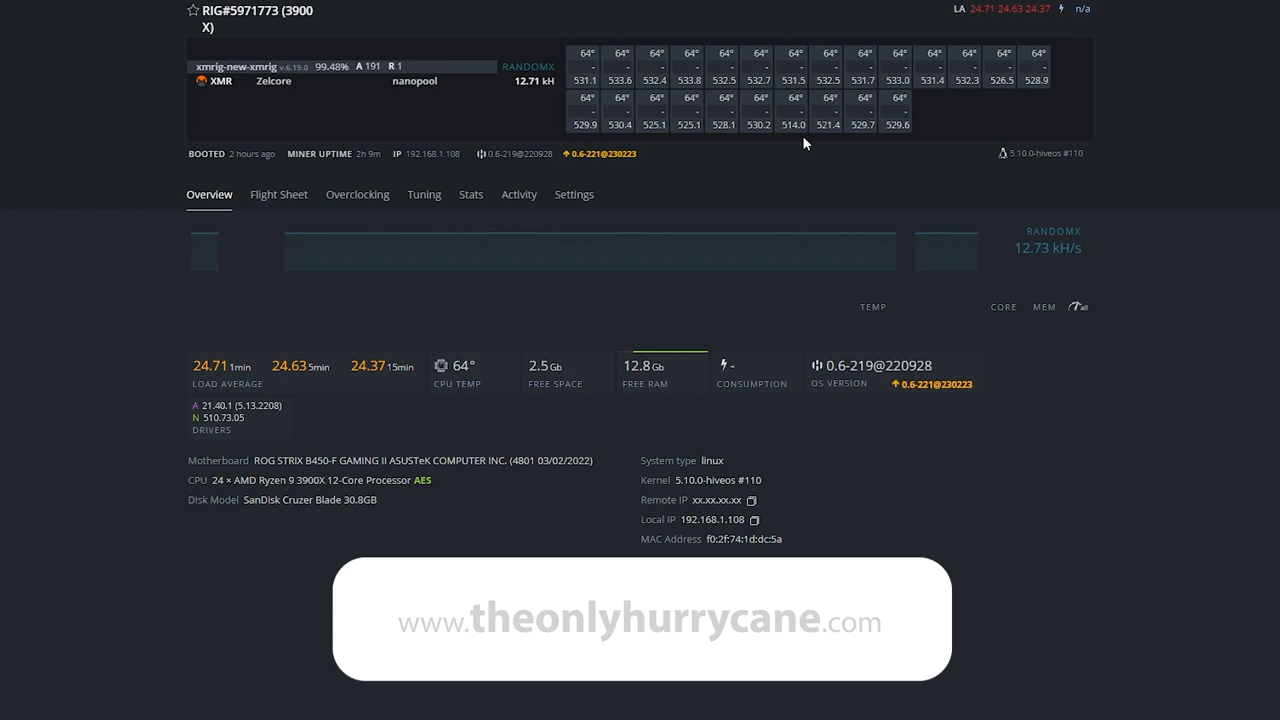 RIG#5971773 (3900
X)
LA 24.71 24.63 24.37 n/a
xmrig-new-xmrig v.6.19.0 99.48% A 191 R 1 RANDOMX
XMR Zelcore nanopool 12.71 kH
64° 64° 64° 64° 64° 64° 64° 64° 64° 64° 64° 64° 64° 64°
- - - - - - - - - - - - - -
531.1 533.6 532.4 533.8 532.5 532.7 531.5 532.5 531.7 533.0 531.4 532.3 526.5 528.9
64° 64° 64° 64° 64° 64° 64° 64° 64° 64°
- - - - - - - - - -
529.9 530.4 525.1 525.1 528.1 530.2 514.0 521.4 529.7 529.6
BOOTED 2 hours ago MINER UPTIME 2h 9m IP 192.168.1.108 0.6-219@220928 0.6-221@230223 5.10.0-hiveos #110
Overview Flight Sheet Overclocking Tuning Stats Activity Settings
RANDOMX
12.73 kH/s
TEMP CORE MEM all
24.71 1min 24.63 5min 24.37 15min 64° 2.5 Gb 12.8 Gb - 0.6-219@220928
LOAD AVERAGE CPU TEMP FREE SPACE FREE RAM CONSUMPTION OS VERSION 0.6-221@230223
A 21.40.1 (5.13.2208)
N 510.73.05
DRIVERS
Motherboard ROG STRIX B450-F GAMING II ASUSTeK COMPUTER INC. (4801 03/02/2022)
CPU 24 × AMD Ryzen 9 3900X 12-Core Processor AES
Disk Model SanDisk Cruzer Blade 30.8GB
System type linux
Kernel 5.10.0-hiveos #110
Remote IP xx.xx.xx.xx
Local IP 192.168.1.108
MAC Address f0:2f:74:1d:dc:5a
www.theonlyhurrycane.com